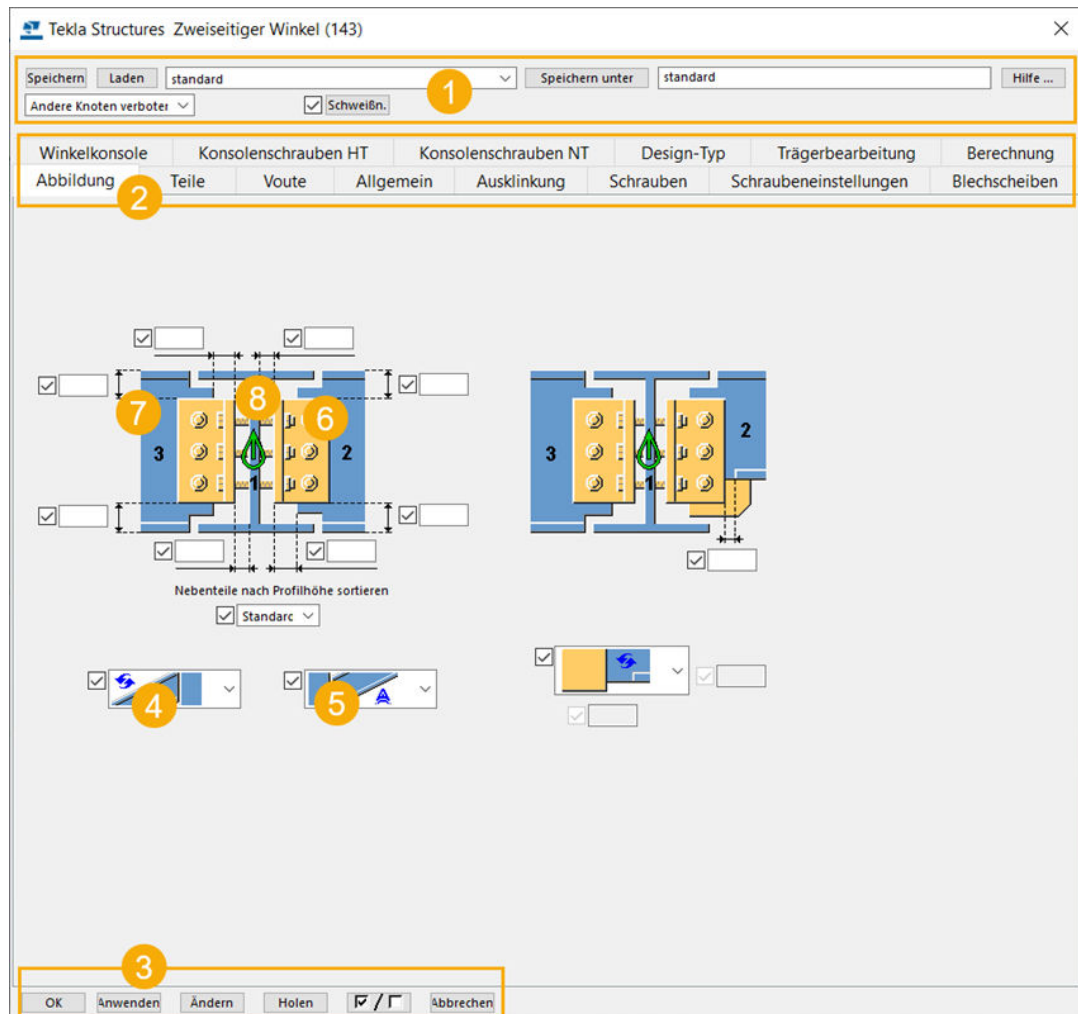 Tekla Structures Zweiseitiger Winkel (143)
Speichern Laden standard Speichern unter standard Hilfe ...
1
Andere Knoten verboter Schweißn.
Winkelkonsole Konsolenschrauben HT Konsolenschrauben NT Design-Typ Trägerbearbeitung Berechnung
Abbildung Teile Voute Allgemein Ausklinkung Schrauben Schraubeneinstellungen Blechscheiben
2
7 8 6
3 2 3 2
1 1
Nebenteile nach Profilhöhe sortieren
Standarc
4 5
3
OK Anwenden Ändern Holen / Abbrechen